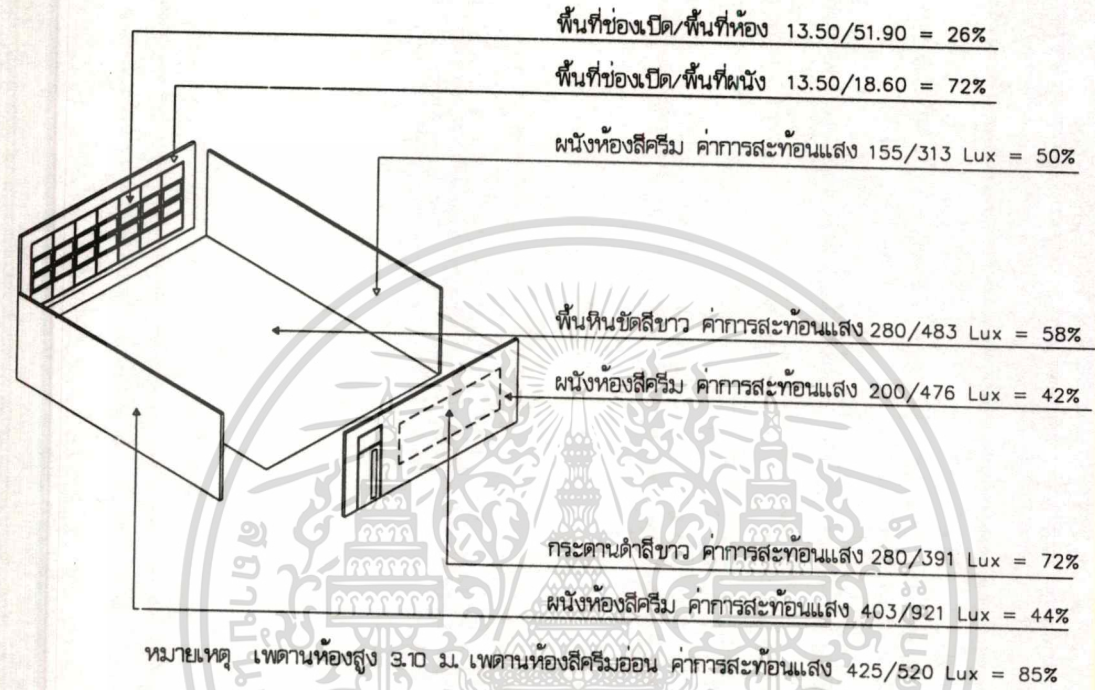 พื้นที่ช่องเปิด/พื้นที่ห้อง 13.50/51.90 = 26%
พื้นที่ช่องเปิด/พื้นที่ผนัง 13.50/18.60 = 72%
ผนังห้องสีครีม ค่าการสะท้อนแสง 155/313 Lux = 50%
พื้นหินขัดสีขาว ค่าการสะท้อนแสง 280/483 Lux = 58%
ผนังห้องสีครีม ค่าการสะท้อนแสง 200/476 Lux = 42%
กระดานดำสีขาว ค่าการสะท้อนแสง 280/391 Lux = 72%
ผนังห้องสีครีม ค่าการสะท้อนแสง 403/921 Lux = 44%
หมายเหตุ เพดานห้องสูง 3.10 ม. เพดานห้องสีครีมอ่อน ค่าการสะท้อนแสง 425/520 Lux = 85%